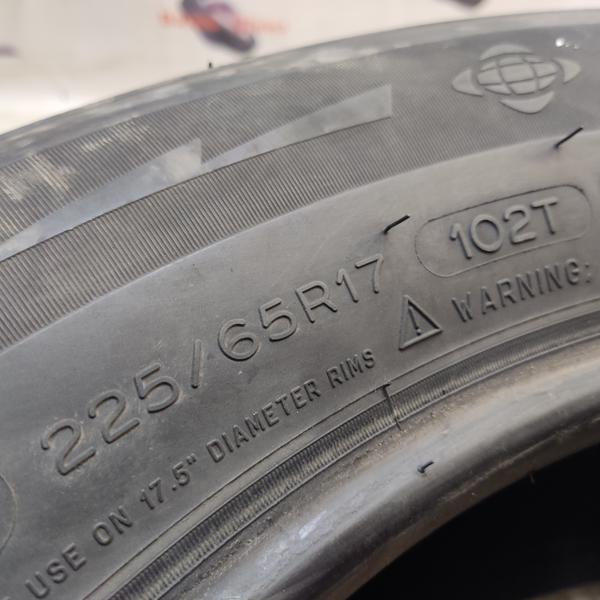 225/65R17 102T
USE ON 17.5" DIAMETER RIMS ⚠ WARNING: